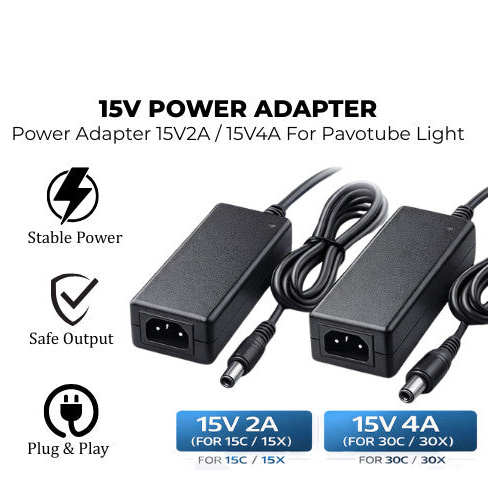 15V POWER ADAPTER
Power Adapter 15V2A / 15V4A For Pavotube Light
Stable Power
Safe Output
Plug & Play
15V 2A
(FOR 15C / 15X)
FOR 15C / 15X
15V 4A
(FOR 30C / 30X)
FOR 30C / 30X